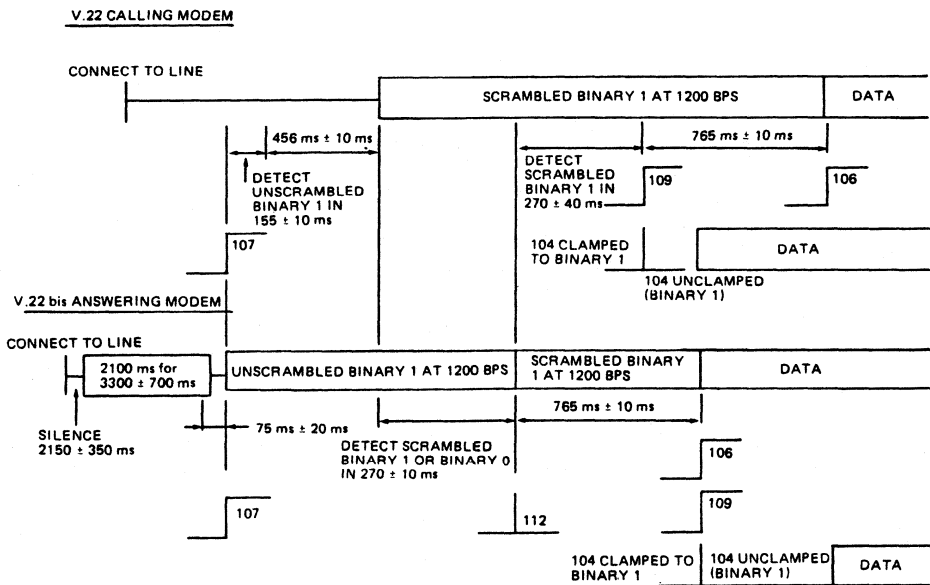 V.22 CALLING MODEM
CONNECT TO LINE
SCRAMBLED BINARY 1 AT 1200 BPS
DATA
456 ms ± 10 ms
765 ms ± 10 ms
DETECT
UNSCRAMBLED
BINARY 1 IN
155 ± 10 ms
DETECT
SCRAMBLED
BINARY 1 IN
270 ± 40 ms
109
106
107
104 CLAMPED
TO BINARY 1
DATA
104 UNCLAMPED
(BINARY 1)
V.22 bis ANSWERING MODEM
CONNECT TO LINE
2100 ms for
3300 ± 700 ms
UNSCRAMBLED BINARY 1 AT 1200 BPS
SCRAMBLED BINARY
1 AT 1200 BPS
DATA
SILENCE
2150 ± 350 ms
75 ms ± 20 ms
765 ms ± 10 ms
DETECT SCRAMBLED
BINARY 1 OR BINARY 0
IN 270 ± 10 ms
106
107
112
109
104 CLAMPED TO
BINARY 1
104 UNCLAMPED
(BINARY 1)
DATA